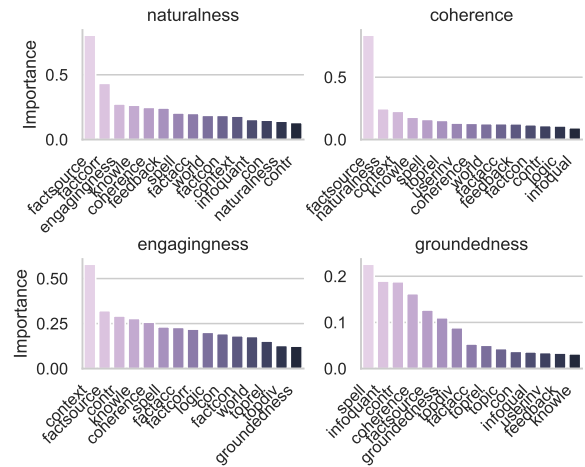 naturalness
Importance
0.5
0.0
factsource
factcorr
engagingness
knowle
coherence
feedback
spell
factacc
world
factcon
context
infoquant
con
naturalness
contr
coherence
0.5
0.0
factsource
naturalness
context
knowle
spell
toprel
userinv
coherence
world
factacc
feedback
factcon
contr
logic
infoqual
engagingness
Importance
0.50
0.25
0.00
context
factsource
contr
knowle
coherence
spell
factacc
factcorr
logic
con
factcon
world
toprel
topdiv
groundedness
groundedness
0.2
0.1
0.0
spell
infoquant
contr
coherence
factsource
groundedness
topdiv
factacc
toprel
topic
con
infoqual
userinv
feedback
knowle